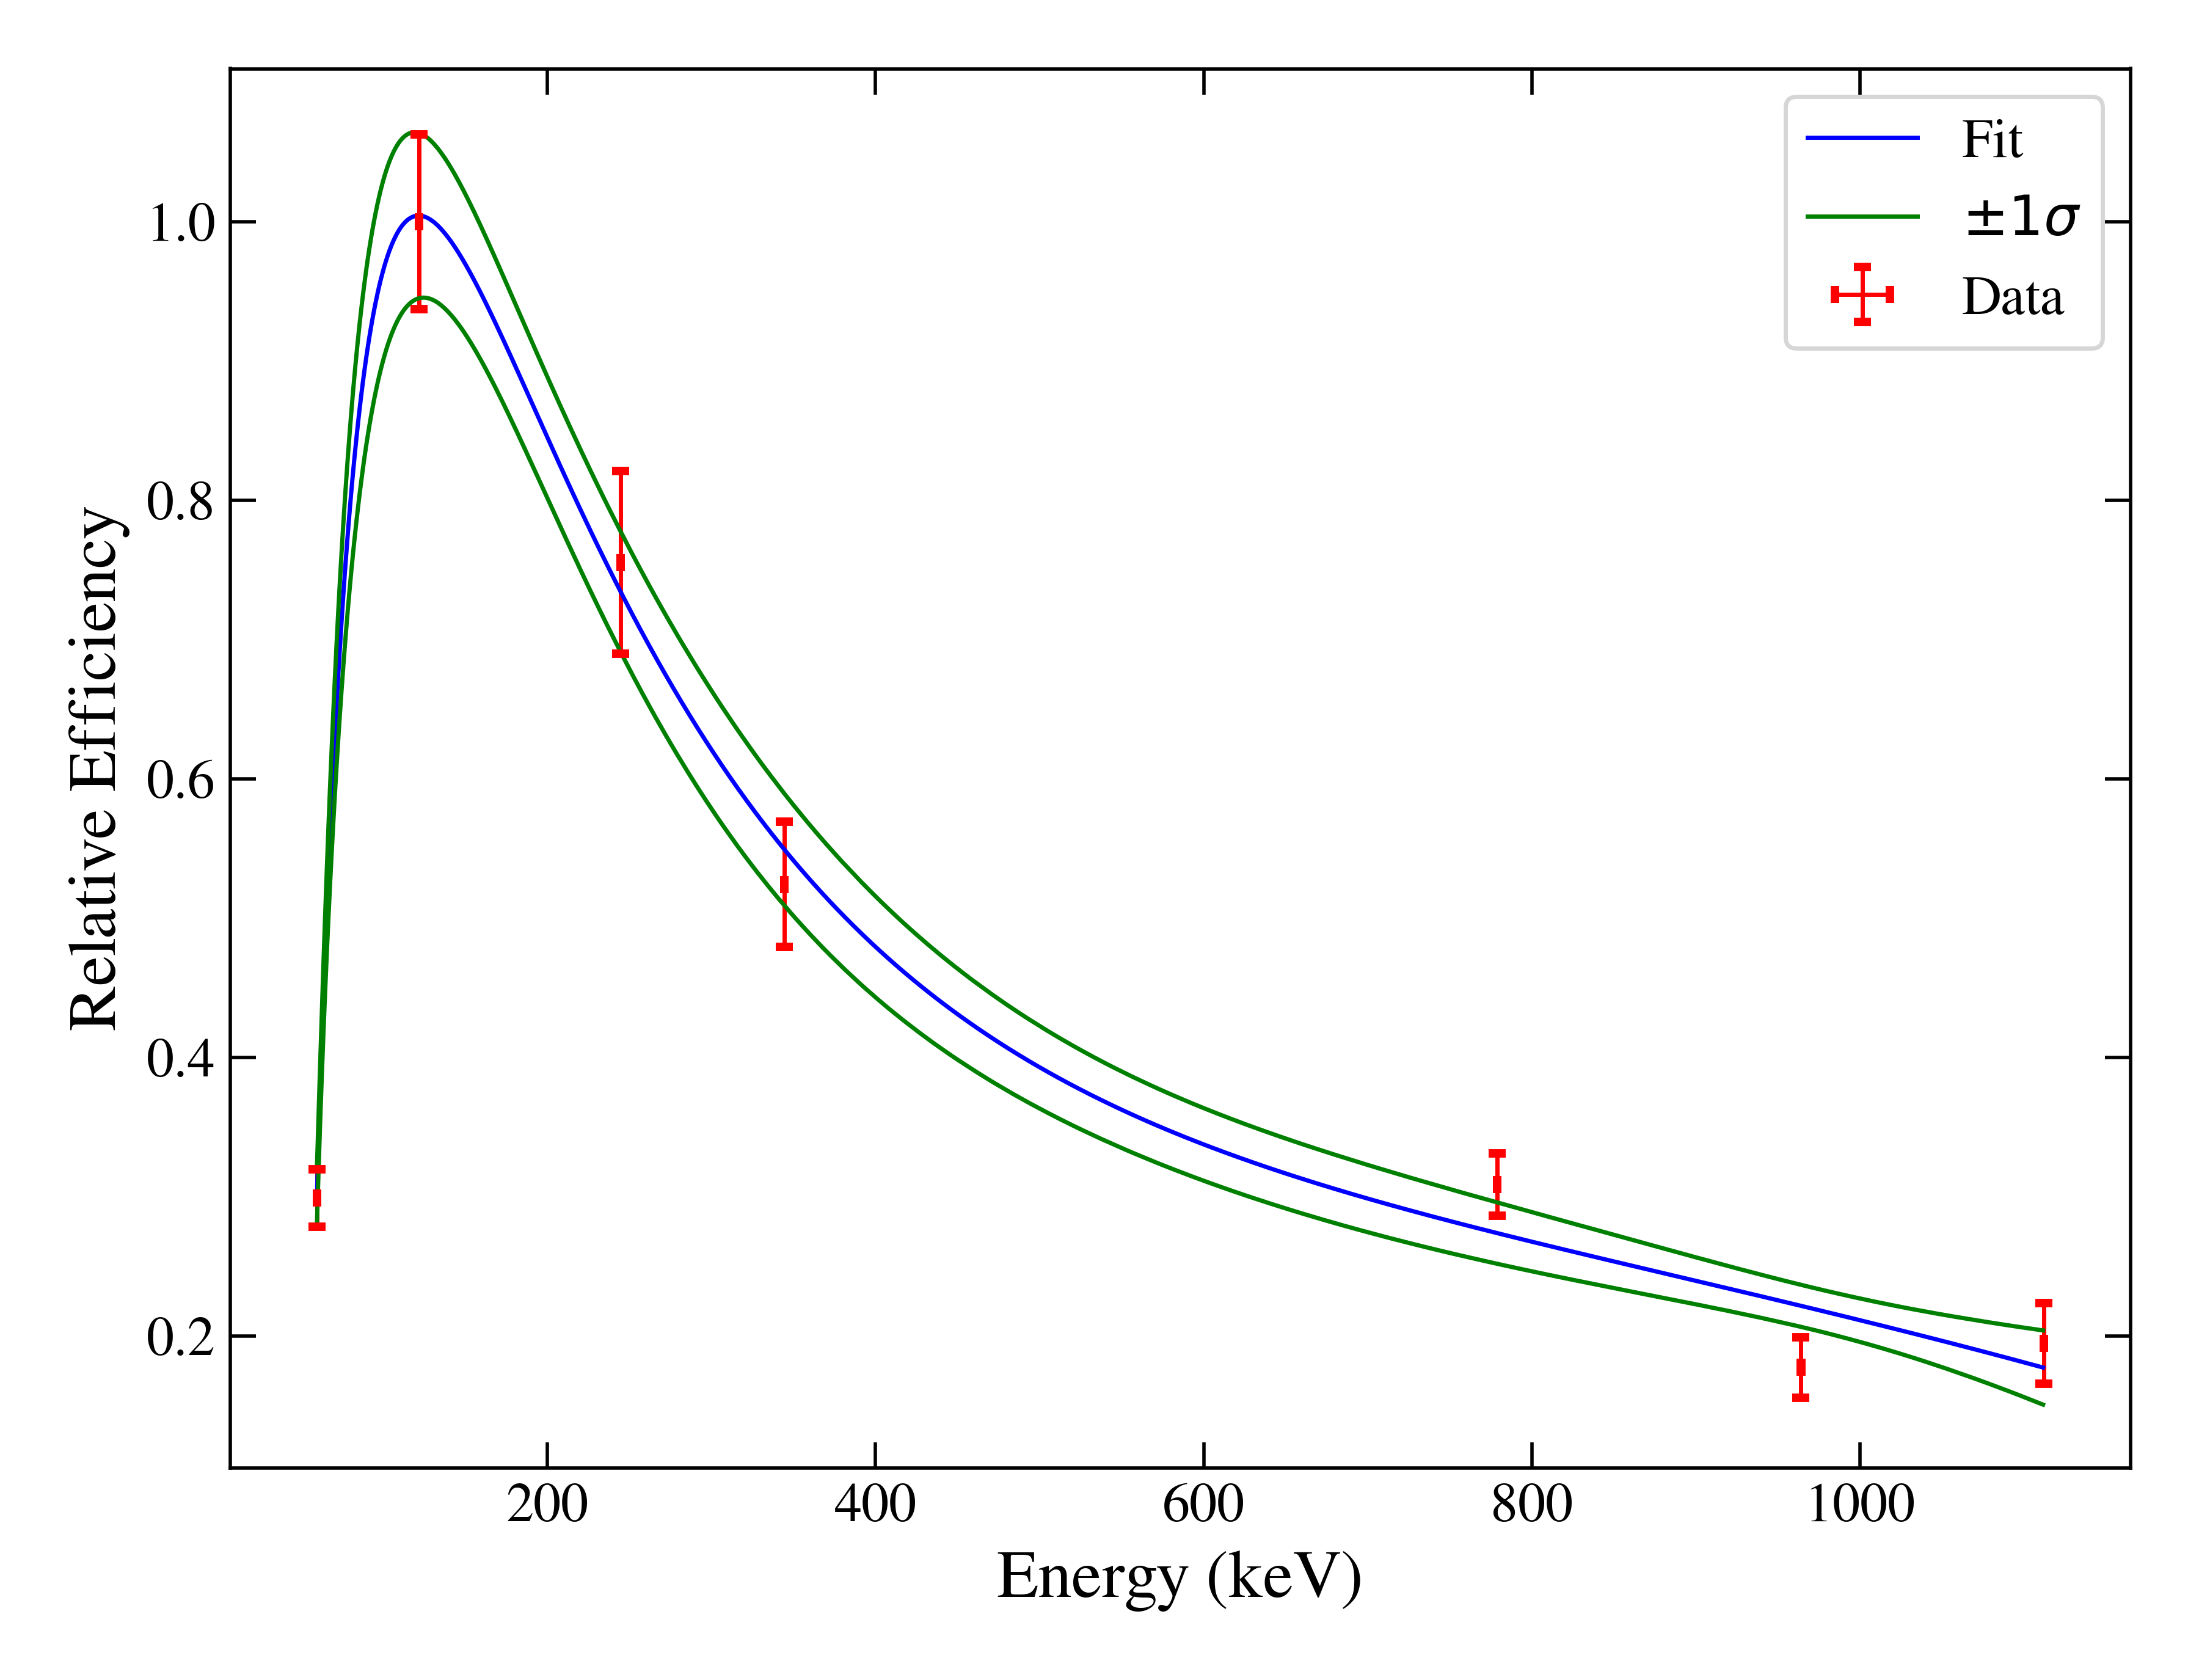 Fit
±1σ
Data
1.0
0.8
0.6
0.4
0.2
Relative Efficiency
200 400 600 800 1000
Energy (keV)